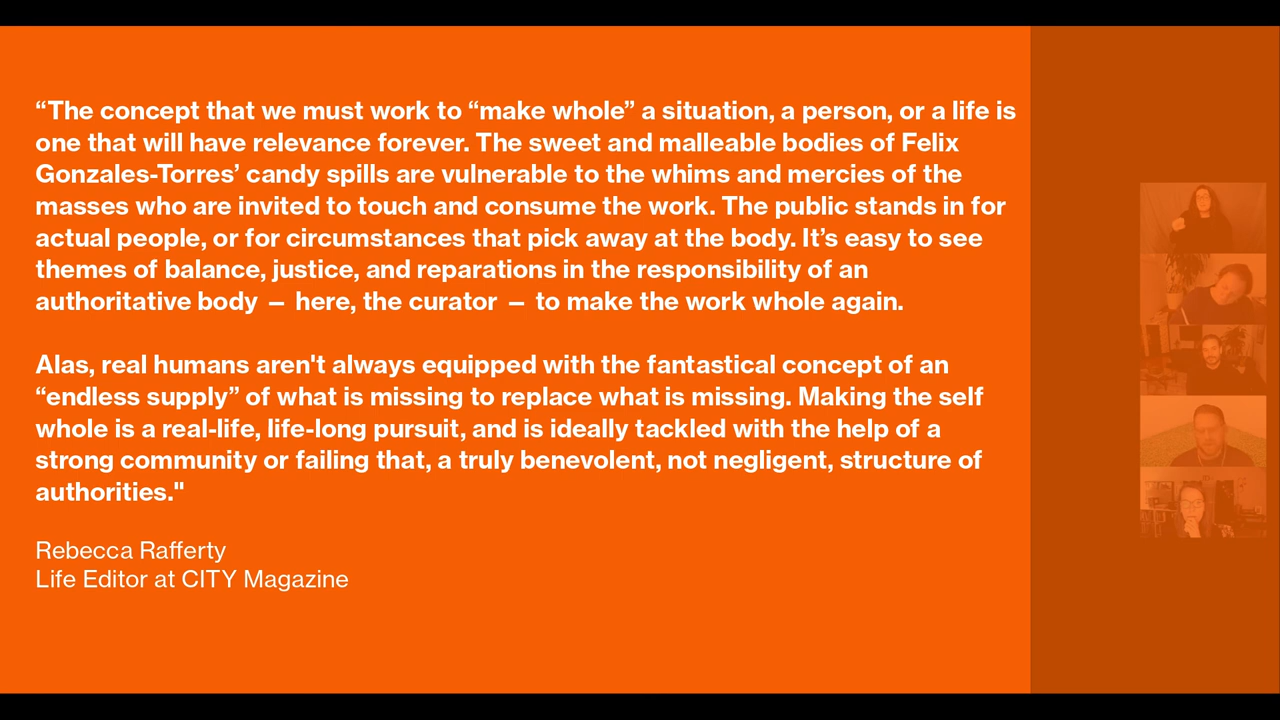 “The concept that we must work to “make whole” a situation, a person, or a life is
one that will have relevance forever. The sweet and malleable bodies of Felix
Gonzales-Torres’ candy spills are vulnerable to the whims and mercies of the
masses who are invited to touch and consume the work. The public stands in for
actual people, or for circumstances that pick away at the body. It’s easy to see
themes of balance, justice, and reparations in the responsibility of an
authoritative body – here, the curator – to make the work whole again.
Alas, real humans aren't always equipped with the fantastical concept of an
“endless supply” of what is missing to replace what is missing. Making the self
whole is a real-life, life-long pursuit, and is ideally tackled with the help of a
strong community or failing that, a truly benevolent, not negligent, structure of
authorities."
Rebecca Rafferty
Life Editor at CITY Magazine